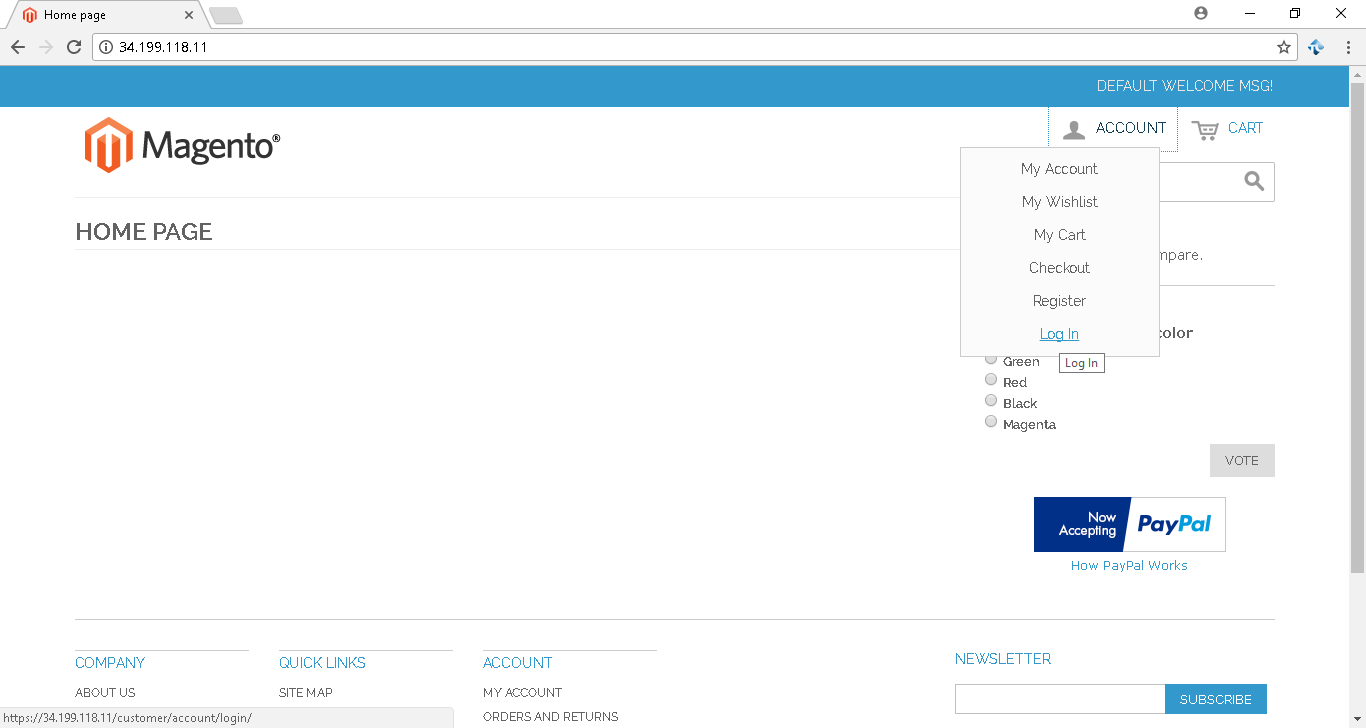 Home page
34.199.118.11
DEFAULT WELCOME MSG!
Magento®
ACCOUNT
CART
My Account
My Wishlist
My Cart
Checkout
Register
Log In
HOME PAGE
mpare.
color
Log In
Green
Red
Black
Magenta
VOTE
Now
Accepting
PayPal
How PayPal Works
COMPANY
QUICK LINKS
ACCOUNT
NEWSLETTER
ABOUT US
SITE MAP
MY ACCOUNT
SUBSCRIBE
ORDERS AND RETURNS
https://34.199.118.11/customer/account/login/